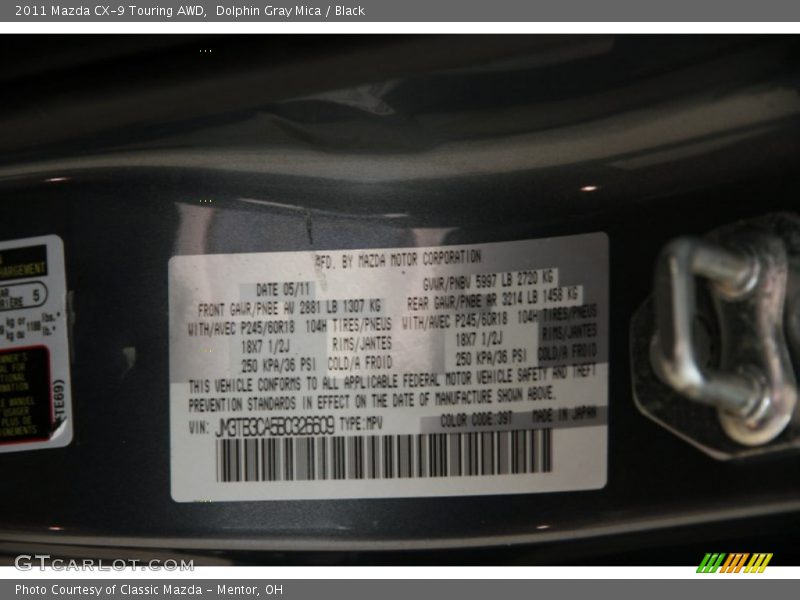 2011 Mazda CX-9 Touring AWD, Dolphin Gray Mica / Black
MFD. BY MAZDA MOTOR CORPORATION
DATE 05/11 GVWR/PNBV 5997 LB 2720 KG
FRONT GAWR/PNBE AV 2881 LB 1307 KG REAR GAWR/PNBE AR 3214 LB 1458 KG
WITH/AVEC P245/60R18 104H TIRES/PNEUS WITH/AVEC P245/60R18 104H TIRES/PNEUS
18X7 1/2J RIMS/JANTES 18X7 1/2J RIMS/JANTES
250 KPA/36 PSI COLD/A FROID 250 KPA/36 PSI COLD/A FROID
THIS VEHICLE CONFORMS TO ALL APPLICABLE FEDERAL MOTOR VEHICLE SAFETY AND THEFT
PREVENTION STANDARDS IN EFFECT ON THE DATE OF MANUFACTURE SHOWN ABOVE.
VIN: JM3TB3CA5B0326609 TYPE:MPV COLOR CODE:39T MADE IN JAPAN
5
TE69)
GTCARLOT.COM
Photo Courtesy of Classic Mazda - Mentor, OH